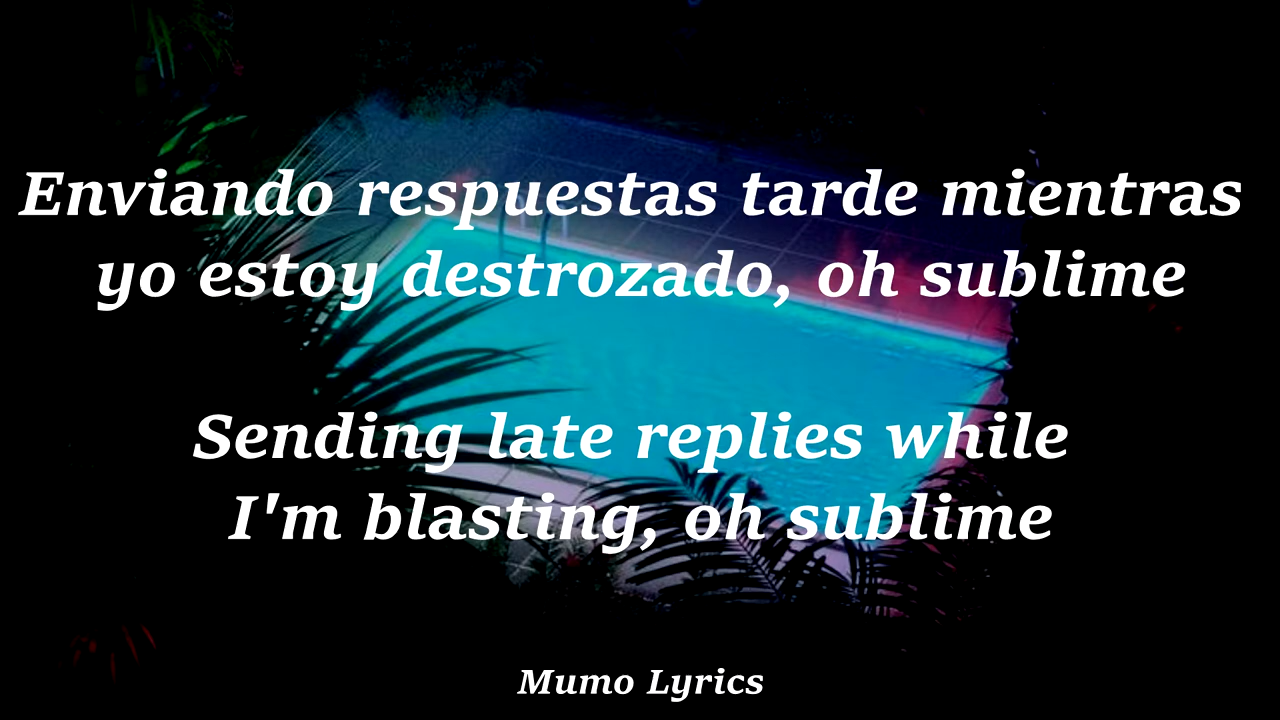 Enviando respuestas tarde mientras
yo estoy destrozado, oh sublime
Sending late replies while
I'm blasting, oh sublime
Mumo Lyrics